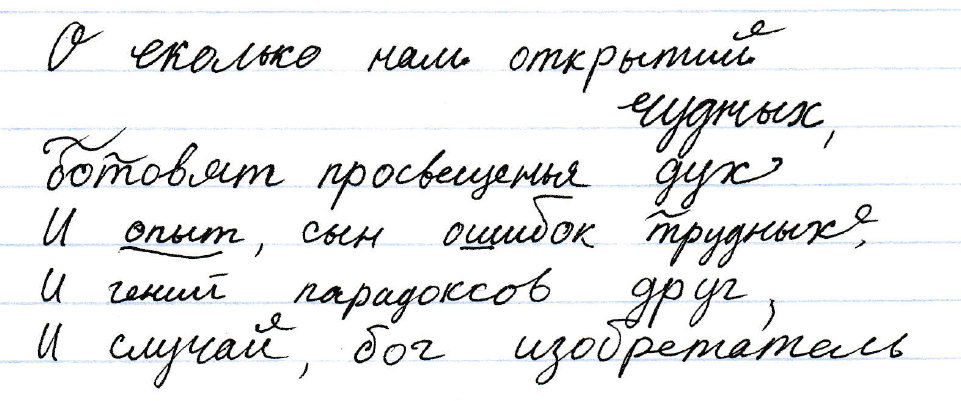 О сколько нам открытий
чудных,
Готовят просвещенья дух
И опыт, сын ошибок трудных,
И гений парадоксов друг,
И случай, бог изобретатель